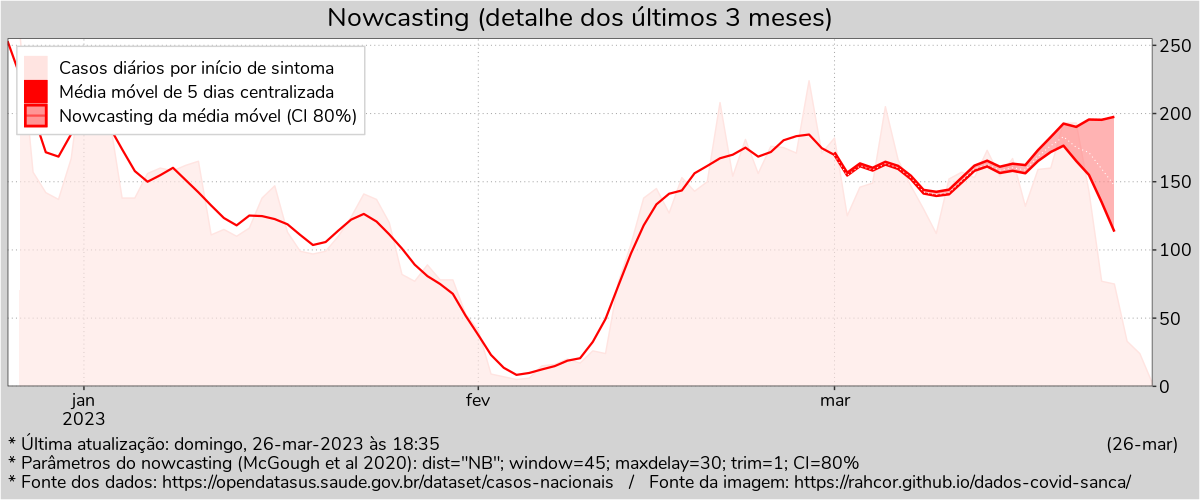 Nowcasting (detalhe dos últimos 3 meses)
Casos diários por início de sintoma
Média móvel de 5 dias centralizada
Nowcasting da média móvel (CI 80%)
250
200
150
100
50
0
jan
2023
fev
mar
* Última atualização: domingo, 26-mar-2023 às 18:35
(26-mar)
* Parâmetros do nowcasting (McGough et al 2020): dist="NB"; window=45; maxdelay=30; trim=1; CI=80%
* Fonte dos dados: https://opendatasus.saude.gov.br/dataset/casos-nacionais / Fonte da imagem: https://rahcor.github.io/dados-covid-sanca/